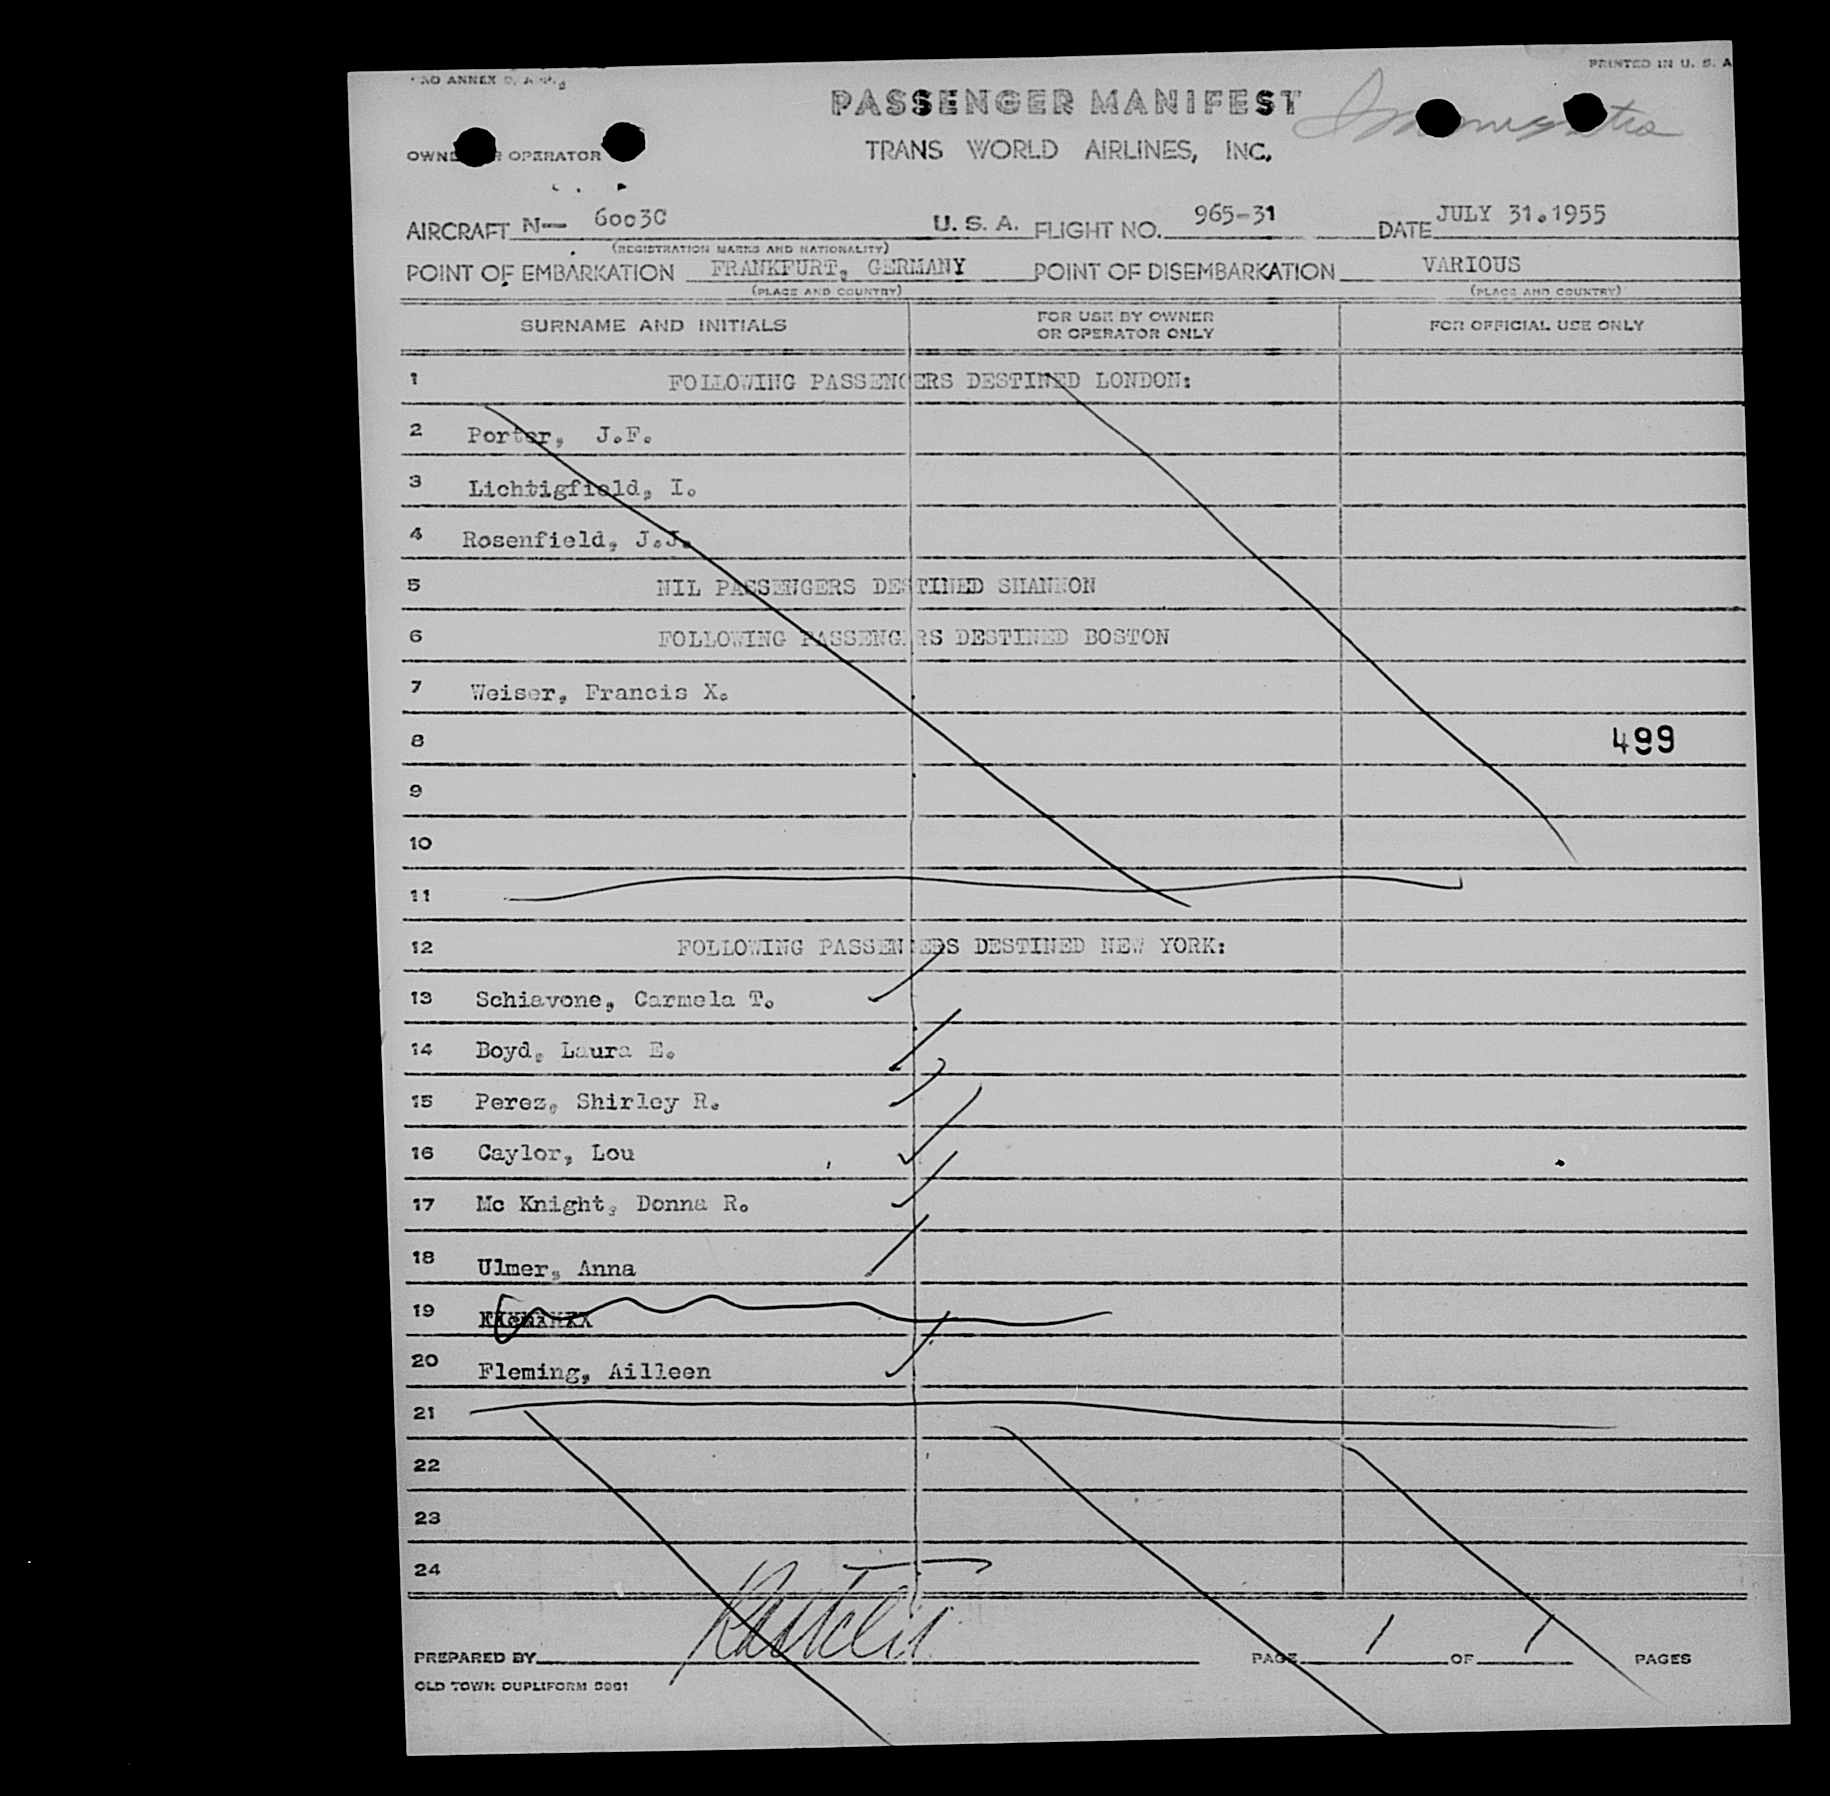 PRINTED IN U. S. A
PASSENGER MANIFEST
TRANS WORLD AIRLINES, INC.
OPERATOR
AIRCRAFT N— 6003C U. S. A. FLIGHT NO. 965-31 DATE JULY 31.1955
(REGISTRATION MARKS AND NATIONALITY)
POINT OF EMBARKATION FRANKFURT, GERMANY POINT OF DISEMBARKATION VARIOUS
(PLACE AND COUNTRY) (PLACE AND COUNTRY)
SURNAME AND INITIALS FOR USE BY OWNER OR OPERATOR ONLY FOR OFFICIAL USE ONLY
1 FOLLOWING PASSENGERS DESTINED LONDON:
2 Porter, J.F.
3 Lichtigfield, I.
4 Rosenfield, J.J.
5 NIL PASSENGERS DESTINED SHANNON
6 FOLLOWING PASSENGERS DESTINED BOSTON
7 Weiser, Francis X.
8 499
9
10
11
12 FOLLOWING PASSENGERS DESTINED NEW YORK:
13 Schiavone, Carmela T.
14 Boyd, Laura E.
15 Perez, Shirley R.
16 Caylor, Lou
17 Mc Knight, Donna R.
18 Ulmer, Anna
19
20 Fleming, Ailleen
21
22
23
24
PREPARED BY PAGE 1 OF 1 PAGES
OLD TOWN DUPLIFORM